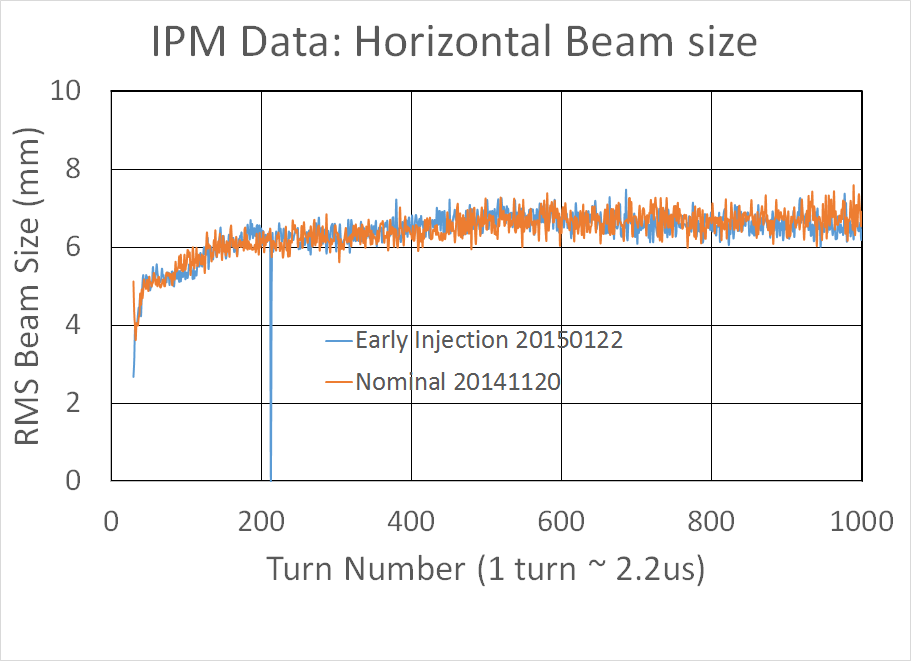 IPM Data: Horizontal Beam size
10
8
6
4
2
0
RMS Beam Size (mm)
Early Injection 20150122
Nominal 20141120
0 200 400 600 800 1000
Turn Number (1 turn ~ 2.2us)